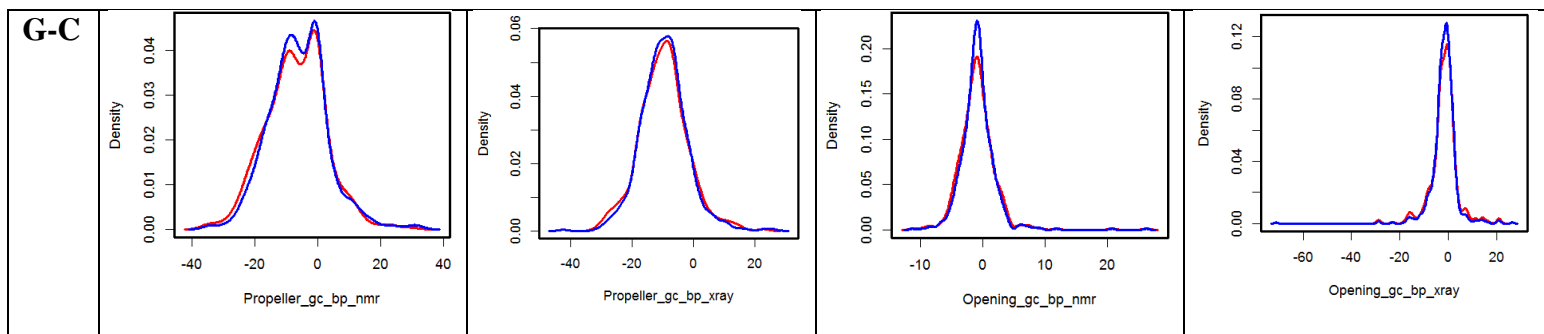 G-C
Density
0.00 0.01 0.02 0.03 0.04
-40 -20 0 20 40
Propeller_gc_bp_nmr
Density
0.00 0.02 0.04 0.06
-40 -20 0 20
Propeller_gc_bp_xray
Density
0.00 0.05 0.10 0.15 0.20
-10 0 10 20
Opening_gc_bp_nmr
Density
0.00 0.04 0.08 0.12
-60 -40 -20 0 20
Opening_gc_bp_xray